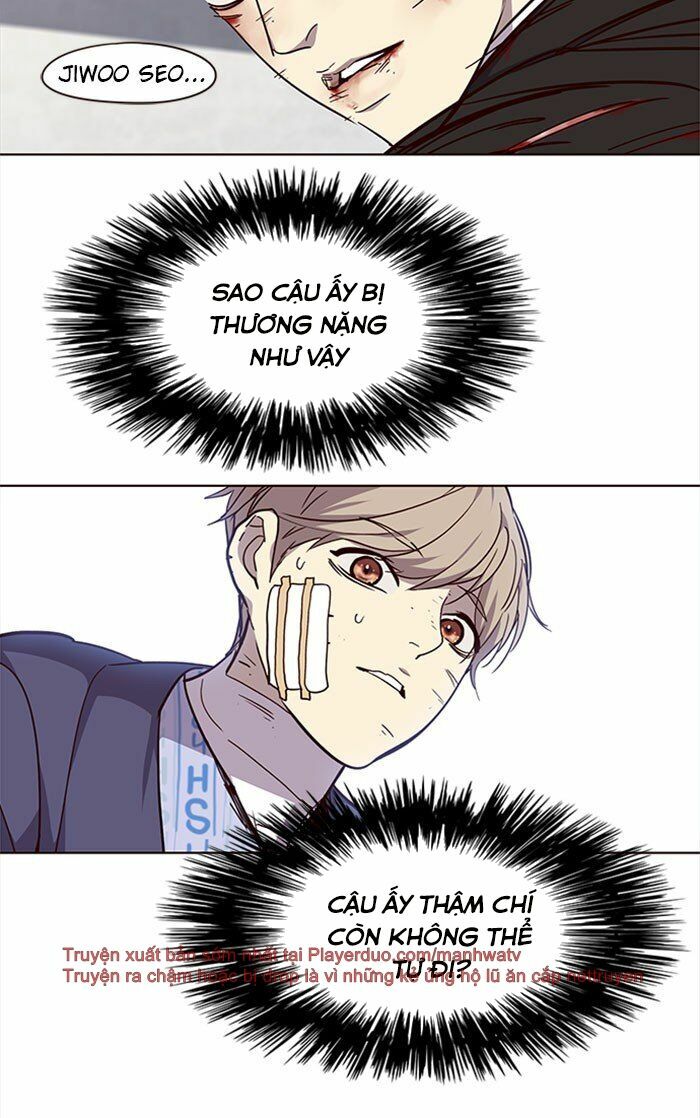 JIWOO SEO...
SAO CẬU ẤY BỊ
THƯƠNG NẶNG
NHƯ VẬY
HSU
CẬU ẤY THẬM CHÍ
CÒN KHÔNG THỂ
Truyện xuất bản sớm nhất tại Playerduo.com/manhwatv
TỰ ĐI?
Truyện ra chậm hoặc bị drop là vì những kẻ ủng hộ lũ ăn cắp nettruyen